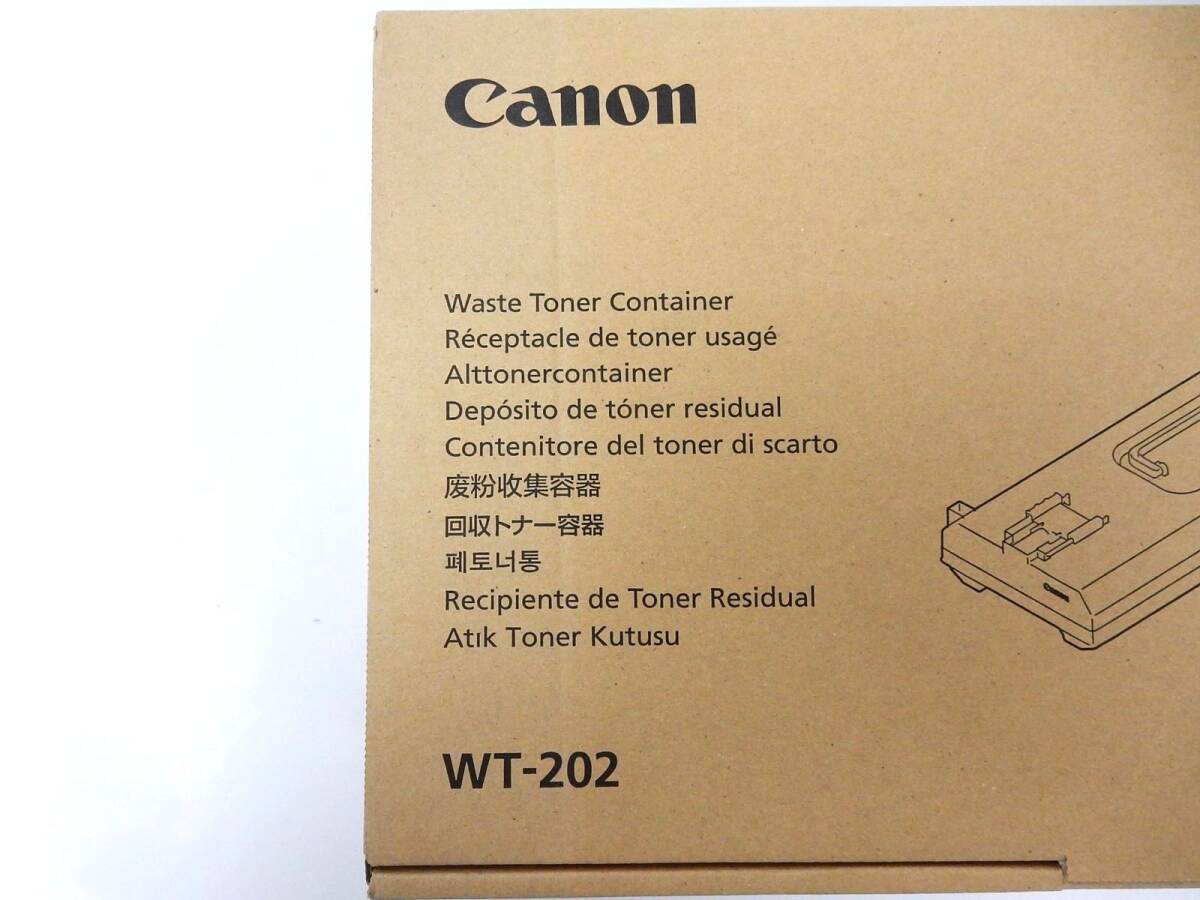 Canon
Waste Toner Container
Réceptacle de toner usagé
Alttonercontainer
Depósito de tóner residual
Contenitore del toner di scarto
废粉收集容器
回収トナー容器
폐토너통
Recipiente de Toner Residual
Atık Toner Kutusu
WT-202
Canon